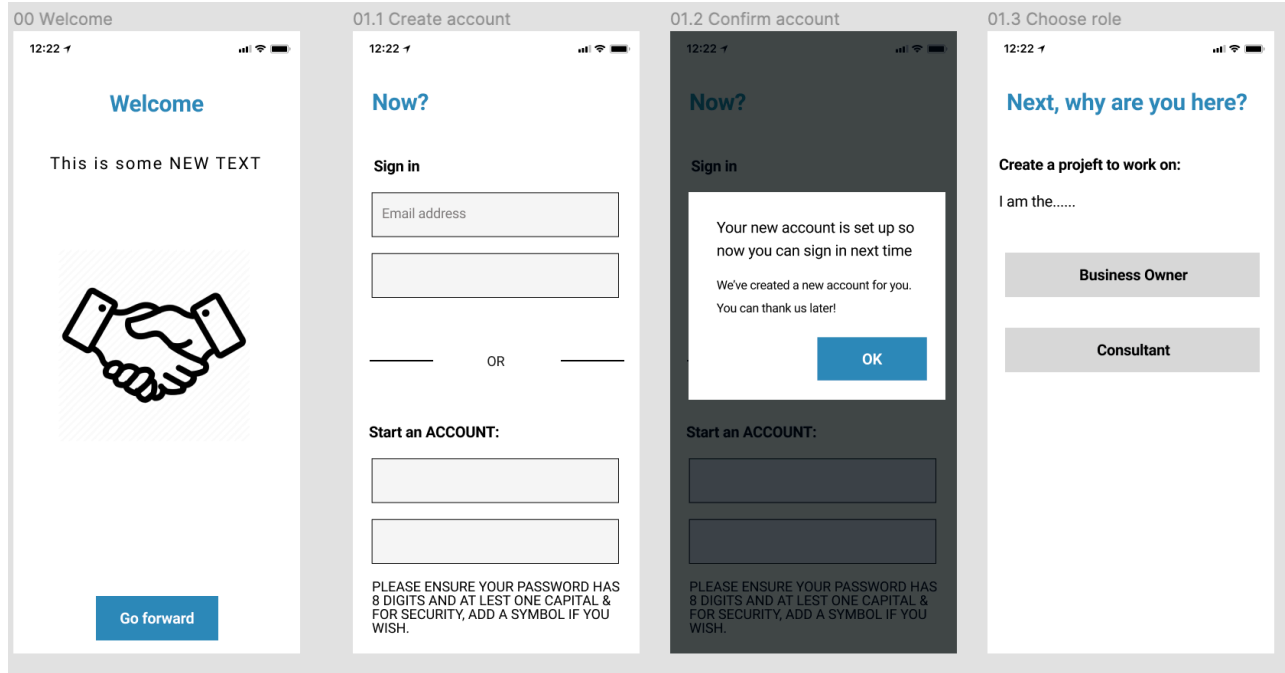 00 Welcome
12:22
Welcome
This is some NEW TEXT
Go forward
01.1 Create account
12:22
Now?
Sign in
Email address
OR
Start an ACCOUNT:
PLEASE ENSURE YOUR PASSWORD HAS
8 DIGITS AND AT LEST ONE CAPITAL &
FOR SECURITY, ADD A SYMBOL IF YOU
WISH.
01.2 Confirm account
12:22
Now?
Sign in
Your new account is set up so
now you can sign in next time
We've created a new account for you.
You can thank us later!
OK
Start an ACCOUNT:
PLEASE ENSURE YOUR PASSWORD HAS
8 DIGITS AND AT LEST ONE CAPITAL &
FOR SECURITY, ADD A SYMBOL IF YOU
WISH.
01.3 Choose role
12:22
Next, why are you here?
Create a projeft to work on:
I am the......
Business Owner
Consultant